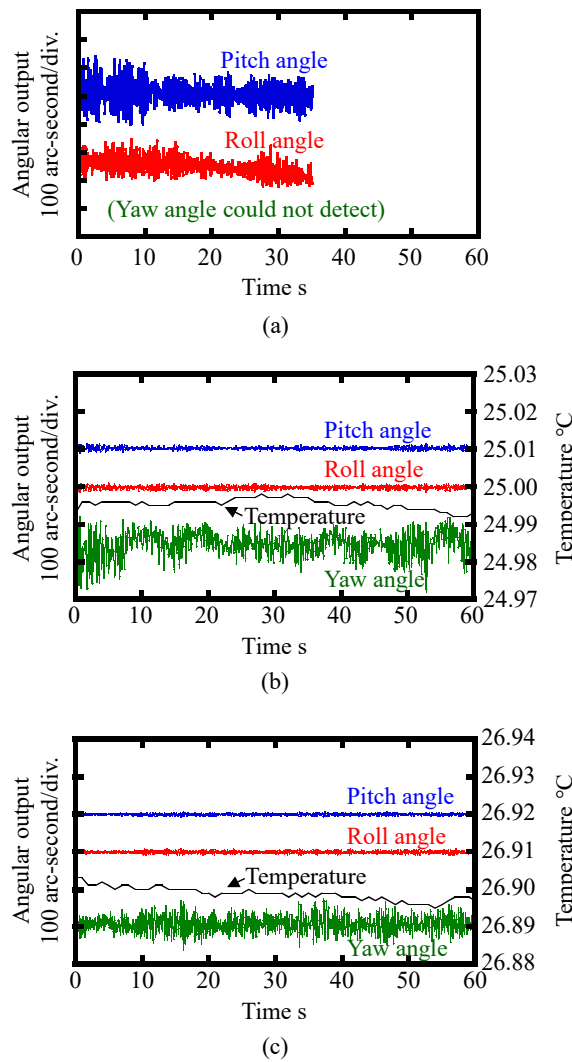 Angular output
100 arc-second/div.
Pitch angle
Roll angle
(Yaw angle could not detect)
0 10 20 30 40 50 60
Time s
(a)
Angular output
100 arc-second/div.
Pitch angle
Roll angle
Temperature
Yaw angle
25.03
25.02
25.01
25.00
24.99
24.98
24.97
Temperature °C
0 10 20 30 40 50 60
Time s
(b)
Angular output
100 arc-second/div.
Pitch angle
Roll angle
Temperature
Yaw angle
26.94
26.93
26.92
26.91
26.90
26.89
26.88
Temperature °C
0 10 20 30 40 50 60
Time s
(c)